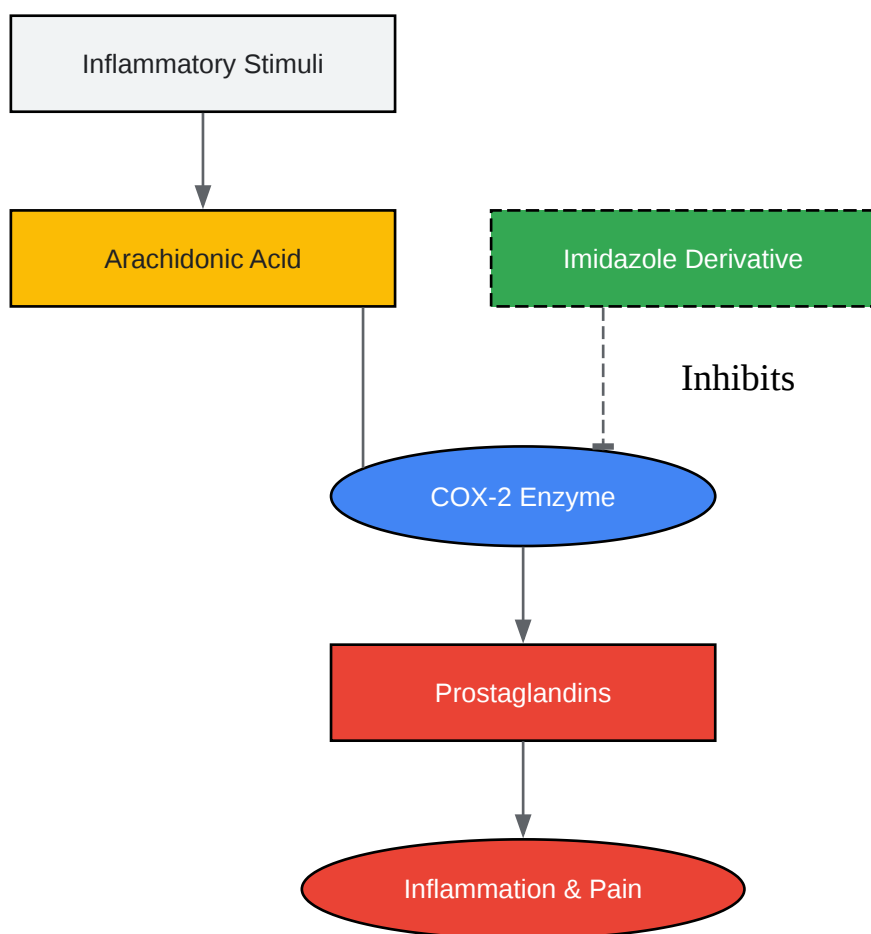 Inflammatory Stimuli
Arachidonic Acid
Imidazole Derivative
Inhibits
COX-2 Enzyme
Prostaglandins
Inflammation & Pain